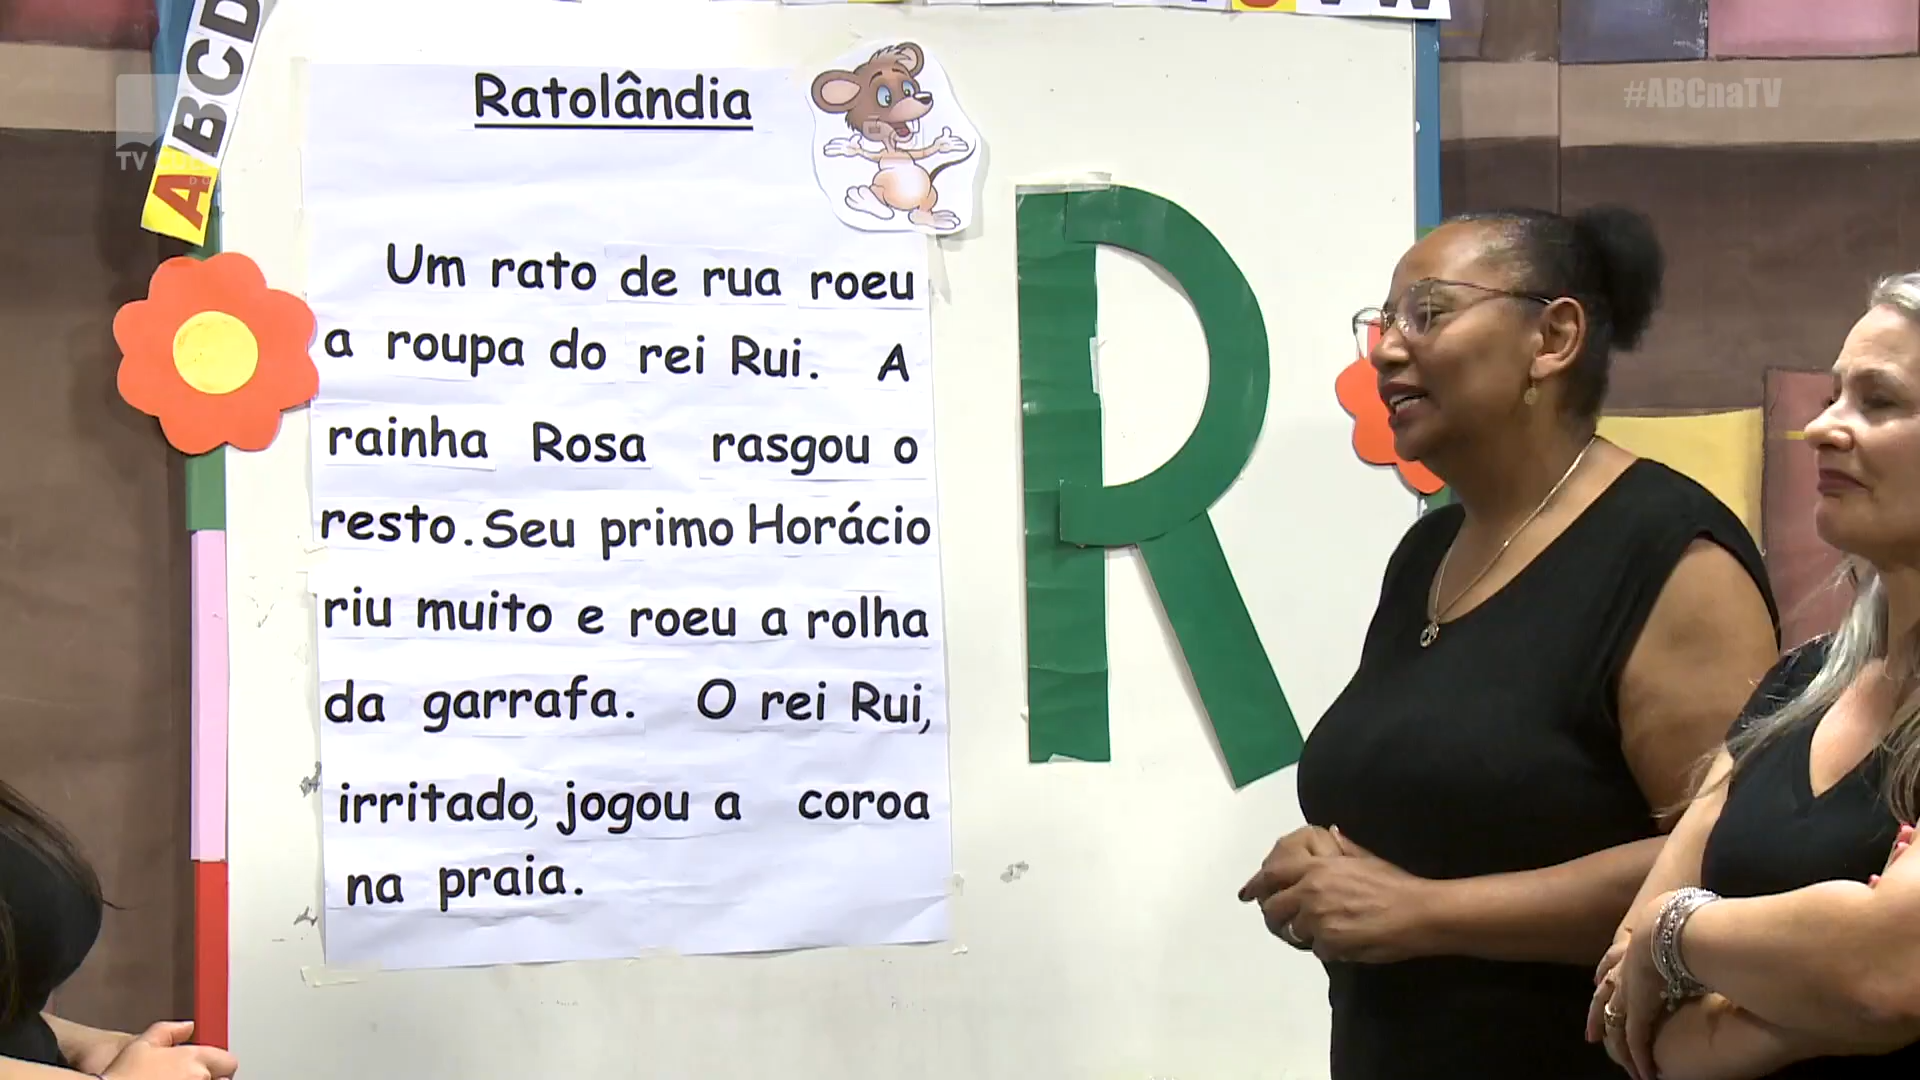 ABCD
#ABCnaTV
TV
Ratolândia
Um rato de rua roeu
a roupa do rei Rui. A
rainha Rosa rasgou o
resto. Seu primo Horácio
riu muito e roeu a rolha
da garrafa. O rei Rui,
irritado, jogou a coroa
na praia.
R